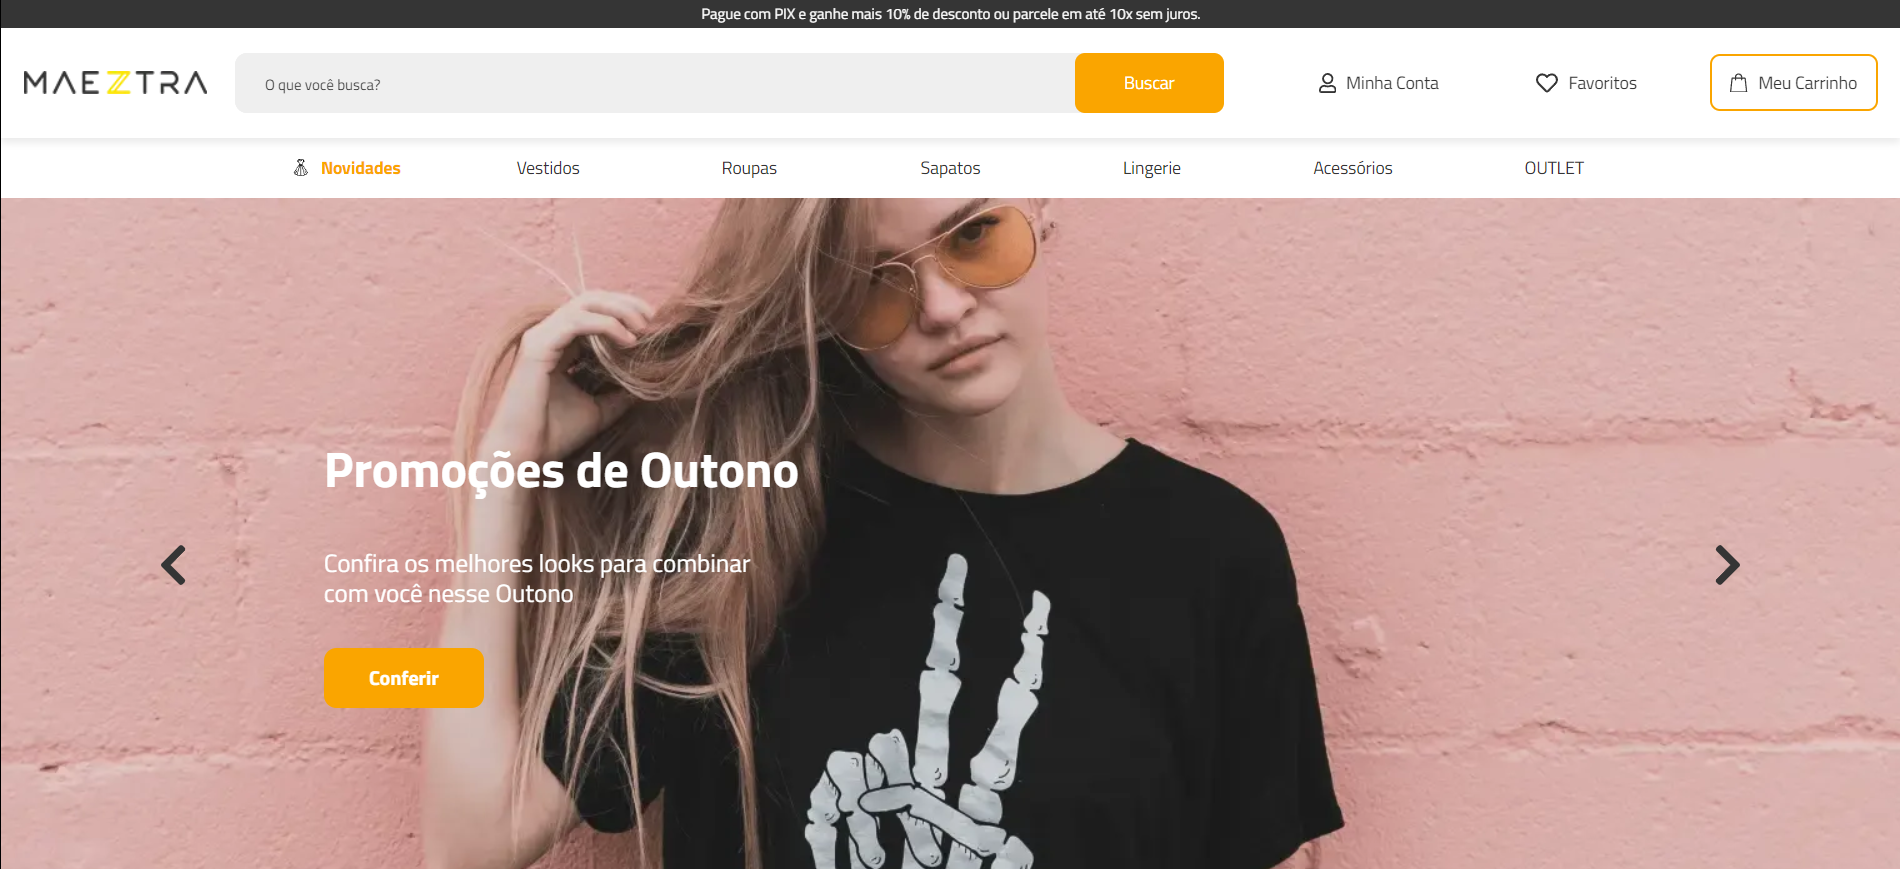 Pague com PIX e ganhe mais 10% de desconto ou parcele em até 10x sem juros.
MAEZTRA
O que você busca?
Buscar
Minha Conta
Favoritos
Meu Carrinho
Novidades
Vestidos
Roupas
Sapatos
Lingerie
Acessórios
OUTLET
Promoções de Outono
Confira os melhores looks para combinar
com você nesse Outono
Conferir